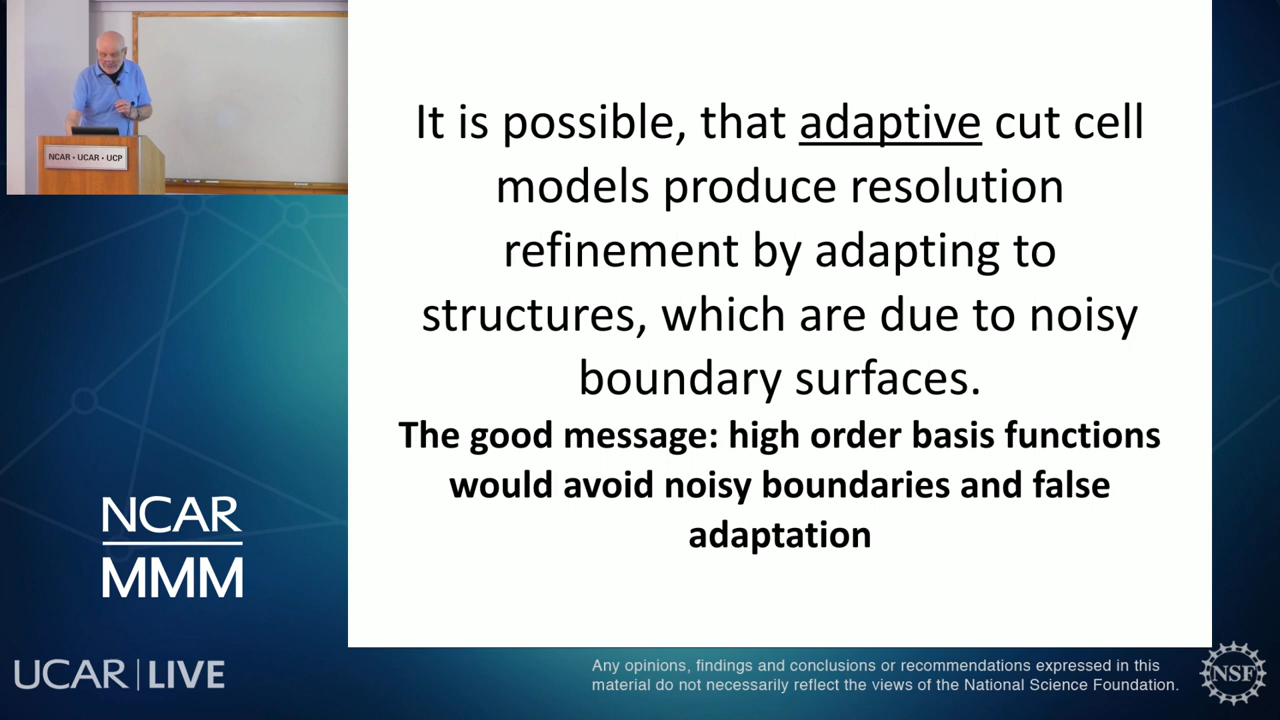 NCAR • UCAR • UCP
It is possible, that adaptive cut cell
models produce resolution
refinement by adapting to
structures, which are due to noisy
boundary surfaces.
The good message: high order basis functions
would avoid noisy boundaries and false
adaptation
NCAR
MMM
UCAR | LIVE
Any opinions, findings and conclusions or recommendations expressed in this
material do not necessarily reflect the views of the National Science Foundation.
NSF